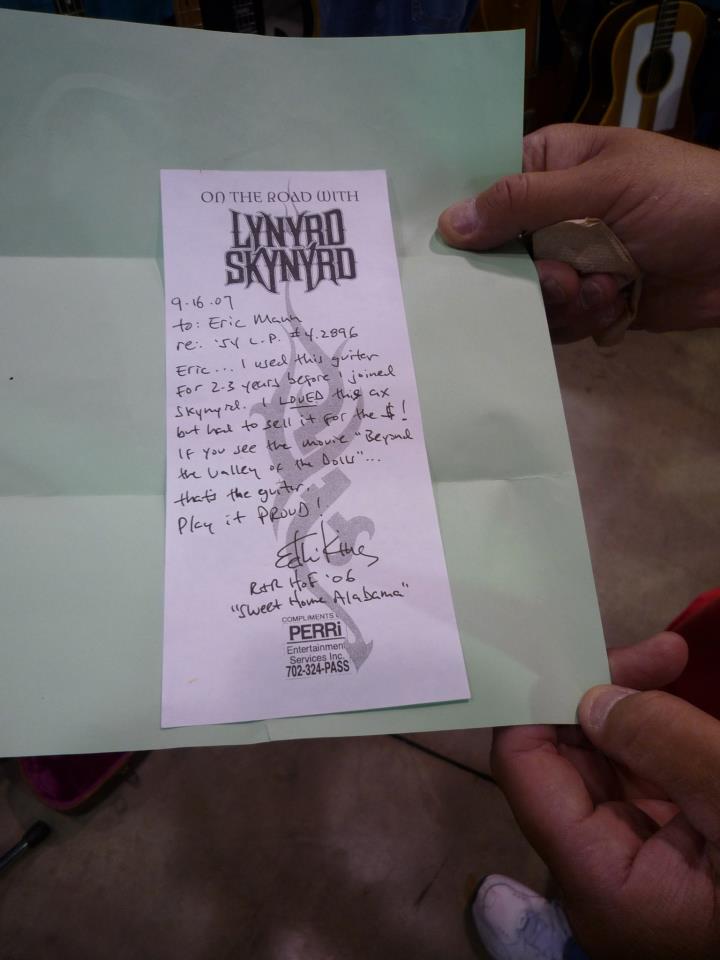 ON THE ROAD WITH
LYNYRD
SKYNYRD
9.16.07
to: Eric Mann
re: '54 L.P. #4.2896
Eric... I used this guitar
for 2-3 years before I joined
Skynyrd. I LOVED this ax
but had to sell it for the $!
If you see the movie "Beyond
the Valley of the Dolls"...
thats the guitar.
Play it PROUD!
Ed King
R&R HoF '06
"Sweet Home Alabama"
COMPLIMENTS
PERRi
Entertainment
Services Inc.
702-324-PASS